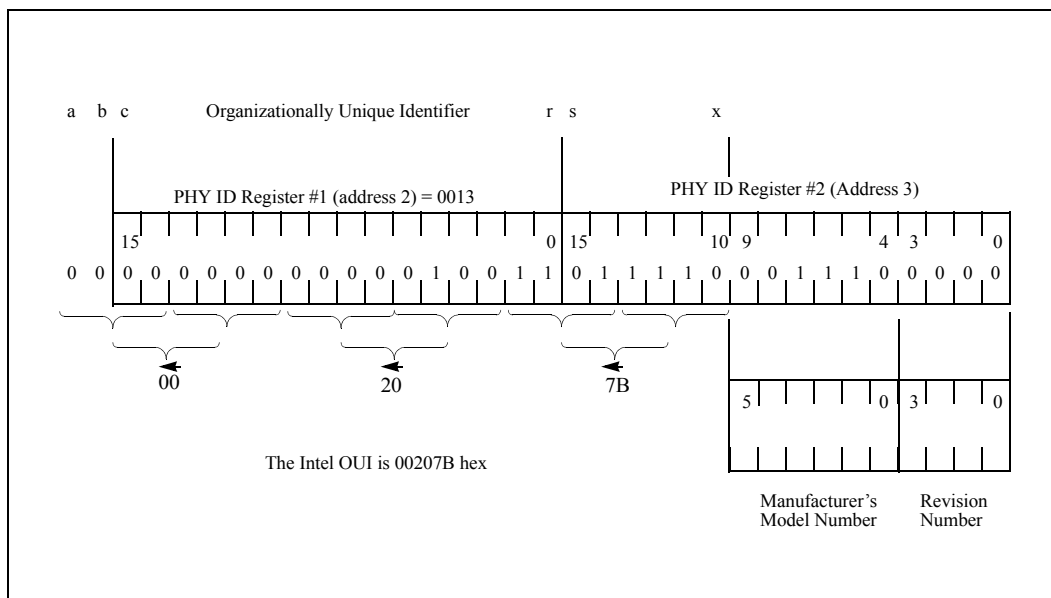 a b c Organizationally Unique Identifier r s x
PHY ID Register #1 (address 2) = 0013 PHY ID Register #2 (Address 3)
15 0 15 10 9 4 3 0
0 0 0 0 0 0 0 0 0 0 0 0 0 1 0 0 1 1 0 1 1 1 1 0 0 0 1 1 1 0 0 0 0 0
00 20 7B
5 0 3 0
The Intel OUI is 00207B hex
Manufacturer’s Revision
Model Number Number